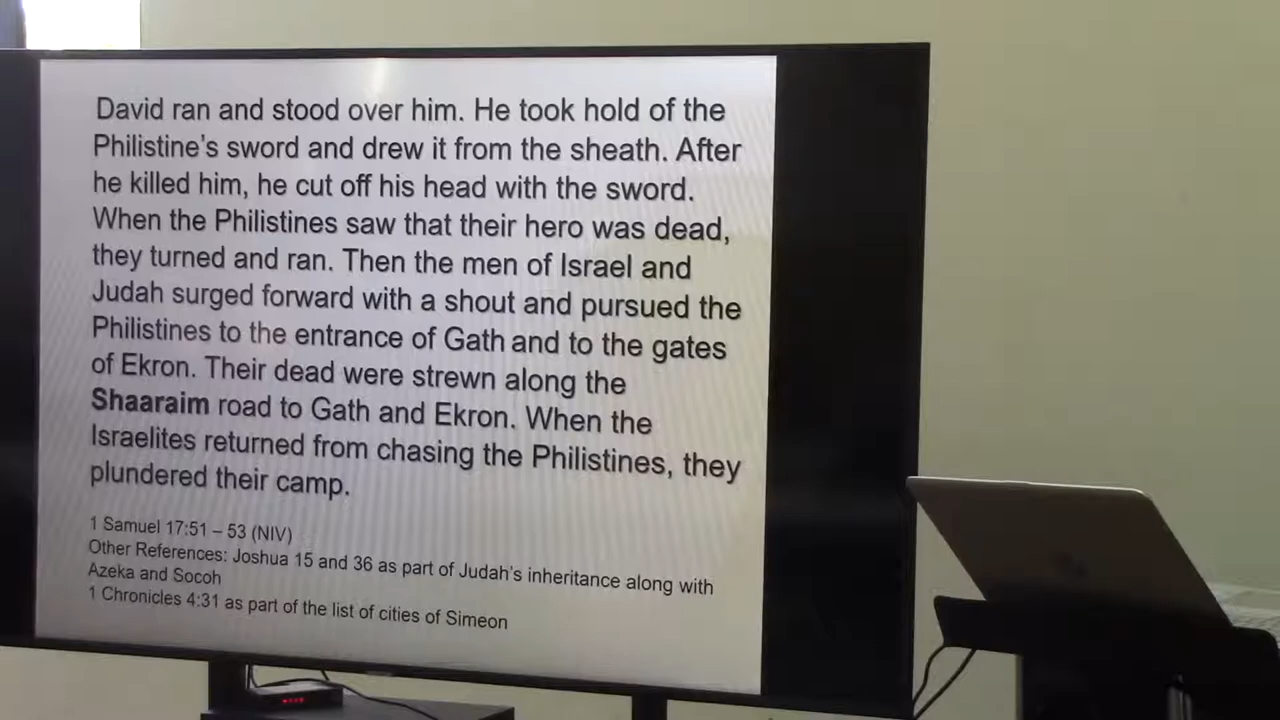 David ran and stood over him. He took hold of the
Philistine's sword and drew it from the sheath. After
he killed him, he cut off his head with the sword.
When the Philistines saw that their hero was dead,
they turned and ran. Then the men of Israel and
Judah surged forward with a shout and pursued the
Philistines to the entrance of Gath and to the gates
of Ekron. Their dead were strewn along the
Shaaraim road to Gath and Ekron. When the
Israelites returned from chasing the Philistines, they
plundered their camp.
1 Samuel 17:51 – 53 (NIV)
Other References: Joshua 15 and 36 as part of Judah's inheritance along with
Azeka and Socoh
1 Chronicles 4:31 as part of the list of cities of Simeon